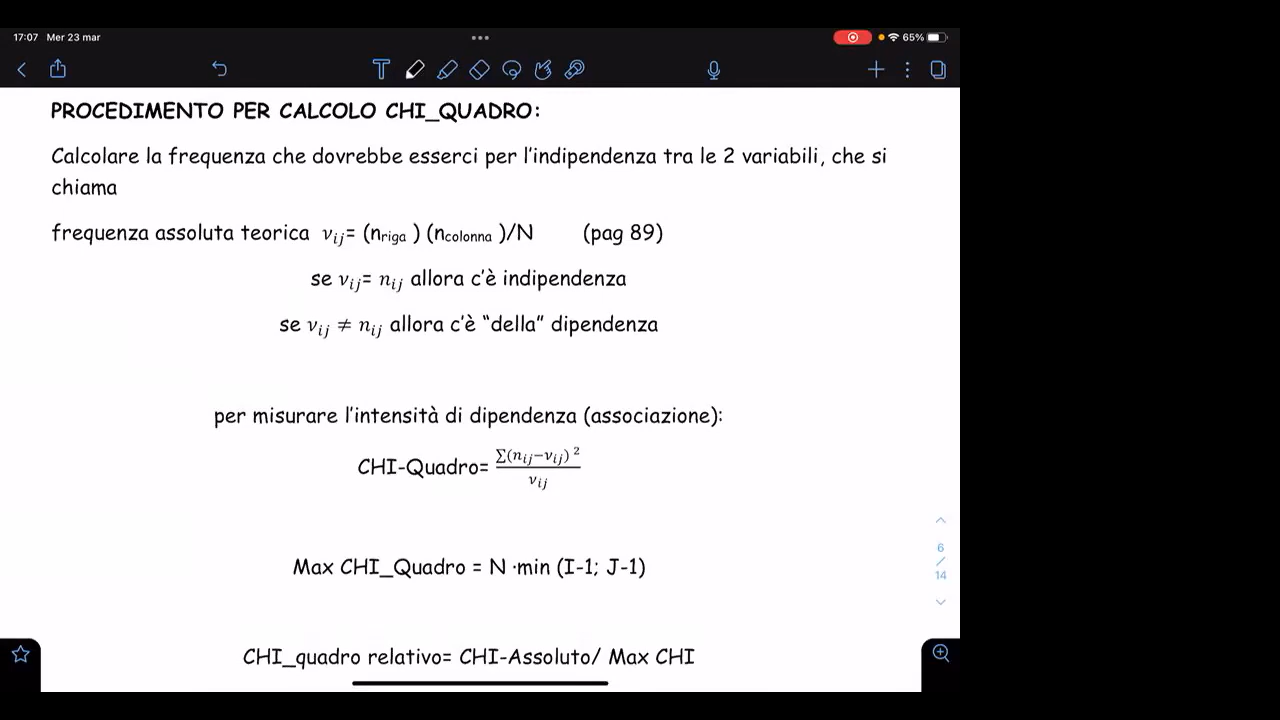 17:07 Mer 23 mar
65%
T
PROCEDIMENTO PER CALCOLO CHI_QUADRO:
Calcolare la frequenza che dovrebbe esserci per l'indipendenza tra le 2 variabili, che si
chiama
frequenza assoluta teorica νij= (nriga ) (ncolonna )/N (pag 89)
se νij= nij allora c'è indipendenza
se νij ≠ nij allora c'è “della” dipendenza
per misurare l'intensità di dipendenza (associazione):
CHI-Quadro= ∑(nij−νij) ²
νij
Max CHI_Quadro = N ·min (I-1; J-1)
CHI_quadro relativo= CHI-Assoluto/ Max CHI
6
/
14